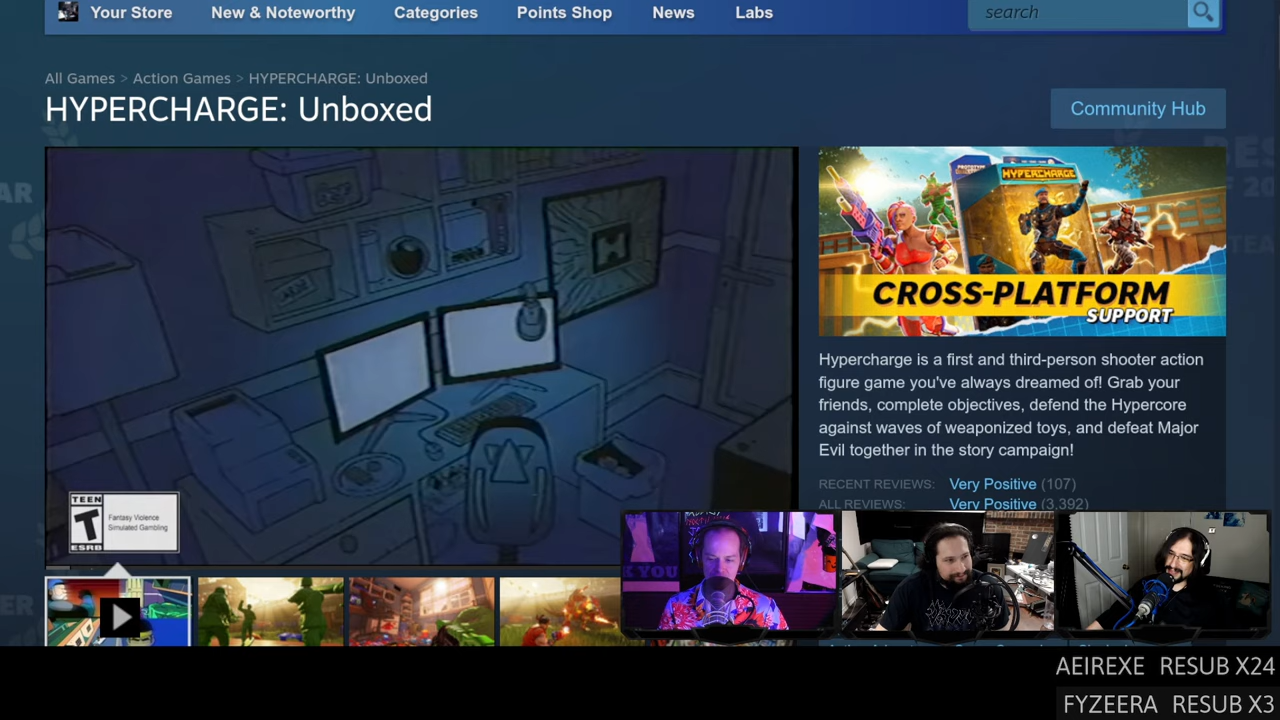 Your Store
New & Noteworthy
Categories
Points Shop
News
Labs
search
All Games > Action Games > HYPERCHARGE: Unboxed
HYPERCHARGE: Unboxed
Community Hub
HYPERCHARGE
CROSS-PLATFORM
SUPPORT
Hypercharge is a first and third-person shooter action
figure game you've always dreamed of! Grab your
friends, complete objectives, defend the Hypercore
against waves of weaponized toys, and defeat Major
Evil together in the story campaign!
RECENT REVIEWS: Very Positive (107)
ALL REVIEWS: Very Positive (3,392)
TEEN
T
ESRB
Fantasy Violence
Simulated Gambling
K YOU
AEIREXE RESUB X24
FYZEERA RESUB X3